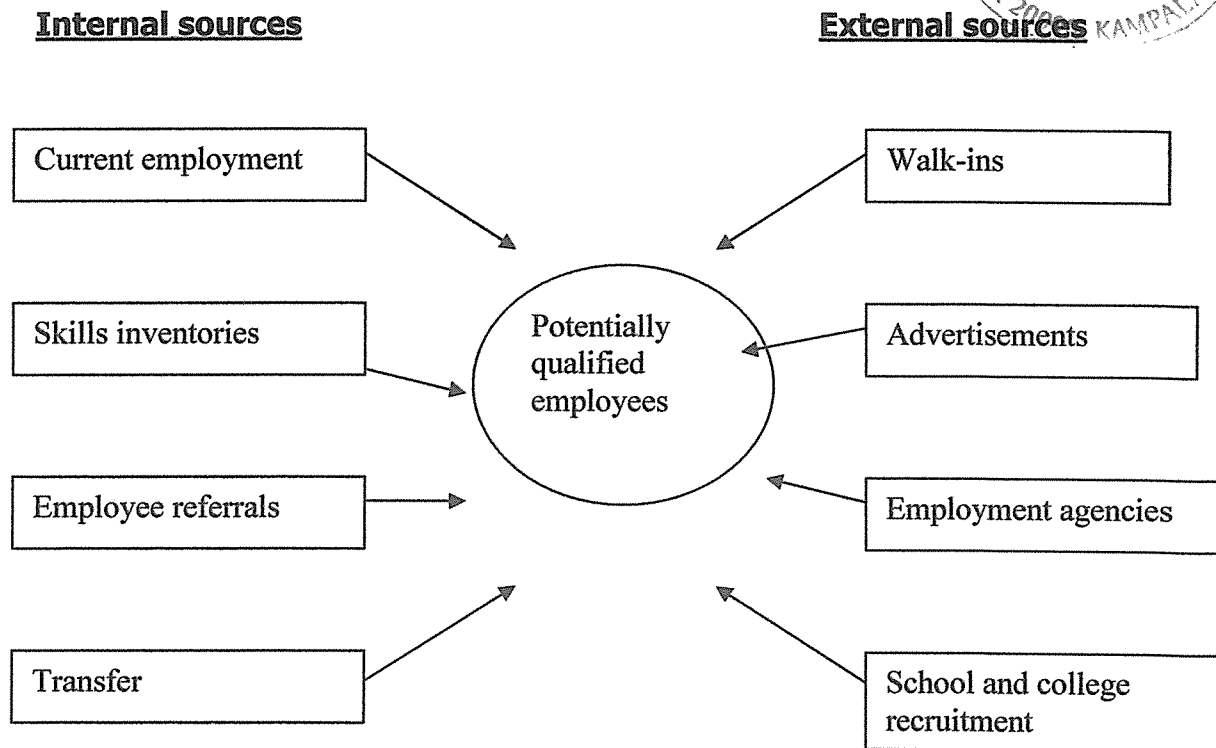 Internal sources
External sources
KAMPALA
Current employment
Walk-ins
Skills inventories
Potentially
qualified
employees
Advertisements
Employee referrals
Employment agencies
Transfer
School and college
recruitment